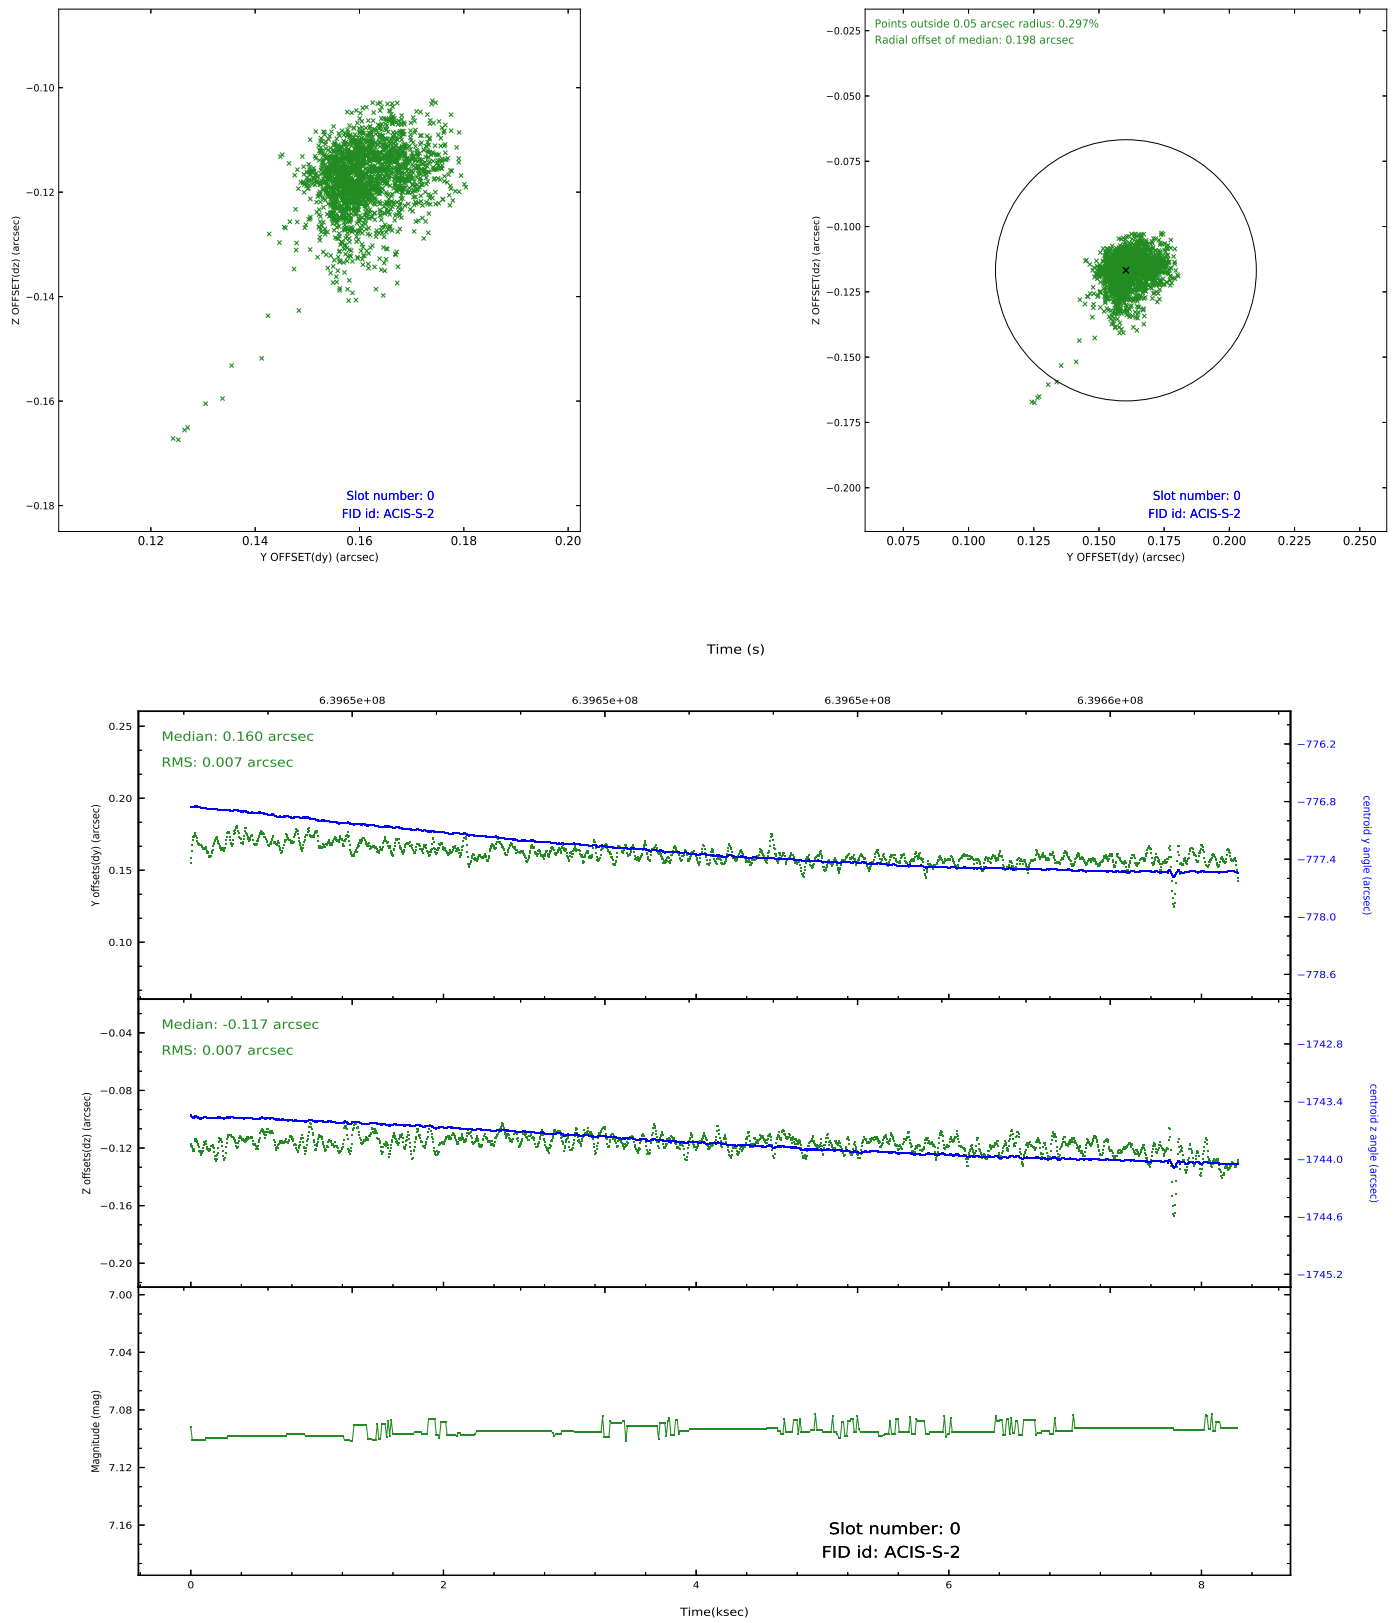 −0.10
−0.12
−0.14
−0.16
−0.18
Z OFFSET(dz) (arcsec)
Slot number: 0
FID id: ACIS-S-2
0.12 0.14 0.16 0.18 0.20
Y OFFSET(dy) (arcsec)
Points outside 0.05 arcsec radius: 0.297%
Radial offset of median: 0.198 arcsec
−0.025
−0.050
−0.075
−0.100
−0.125
−0.150
−0.175
−0.200
Z OFFSET(dz) (arcsec)
Slot number: 0
FID id: ACIS-S-2
0.075 0.100 0.125 0.150 0.175 0.200 0.225 0.250
Y OFFSET(dy) (arcsec)
Time (s)
6.3965e+08 6.3965e+08 6.3965e+08 6.3966e+08
Median: 0.160 arcsec
RMS: 0.007 arcsec
0.25
0.20
0.15
0.10
Y offsets(dy) (arcsec)
−776.2
−776.8
−777.4
−778.0
−778.6
centroid y angle (arcsec)
Median: -0.117 arcsec
RMS: 0.007 arcsec
−0.04
−0.08
−0.12
−0.16
−0.20
Z offsets(dz) (arcsec)
−1742.8
−1743.4
−1744.0
−1744.6
−1745.2
centroid z angle (arcsec)
7.00
7.04
7.08
7.12
7.16
Magnitude (mag)
Slot number: 0
FID id: ACIS-S-2
0 2 4 6 8
Time(ksec)